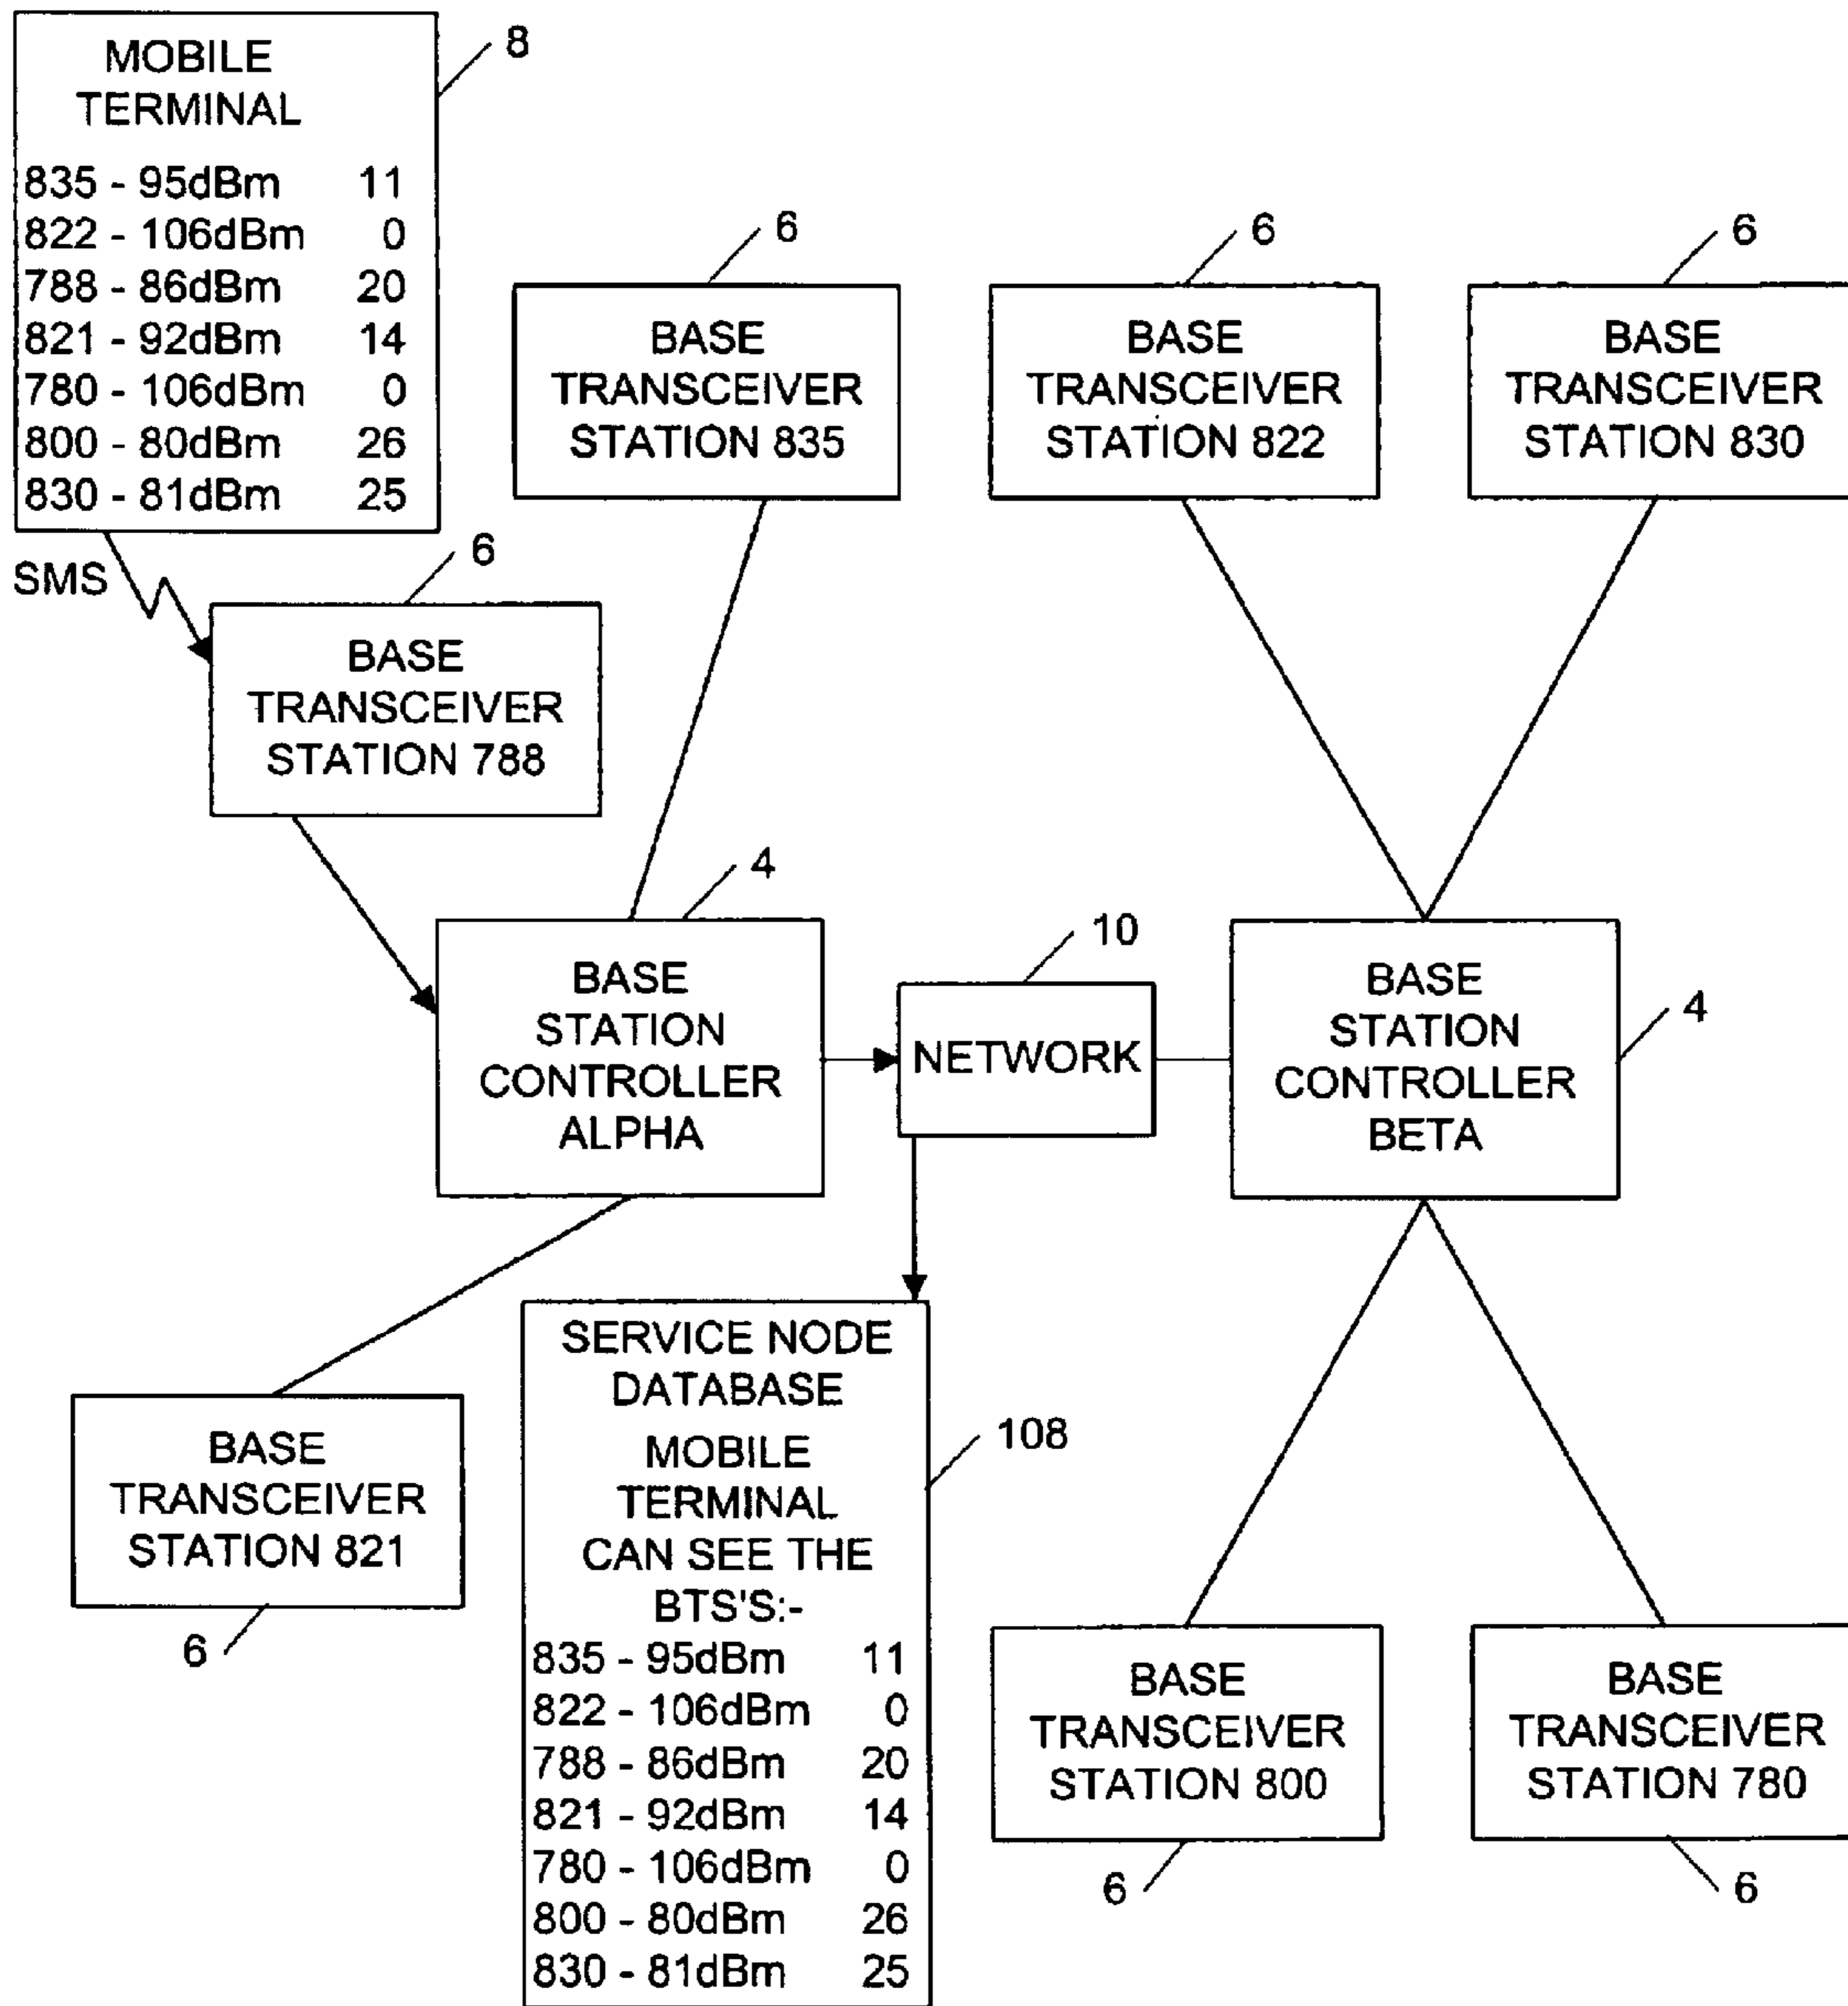 MOBILE
TERMINAL
835 - 95dBm 11
822 - 106dBm 0
788 - 86dBm 20
821 - 92dBm 14
780 - 106dBm 0
800 - 80dBm 26
830 - 81dBm 25
8
SMS
6
BASE
TRANSCEIVER
STATION 835
6
BASE
TRANSCEIVER
STATION 822
6
BASE
TRANSCEIVER
STATION 830
6
BASE
TRANSCEIVER
STATION 788
4
BASE
STATION
CONTROLLER
ALPHA
10
NETWORK
BASE
STATION
CONTROLLER
BETA
4
BASE
TRANSCEIVER
STATION 821
6
SERVICE NODE
DATABASE
MOBILE
TERMINAL
CAN SEE THE
BTS'S:-
835 - 95dBm 11
822 - 106dBm 0
788 - 86dBm 20
821 - 92dBm 14
780 - 106dBm 0
800 - 80dBm 26
830 - 81dBm 25
108
BASE
TRANSCEIVER
STATION 800
6
BASE
TRANSCEIVER
STATION 780
6